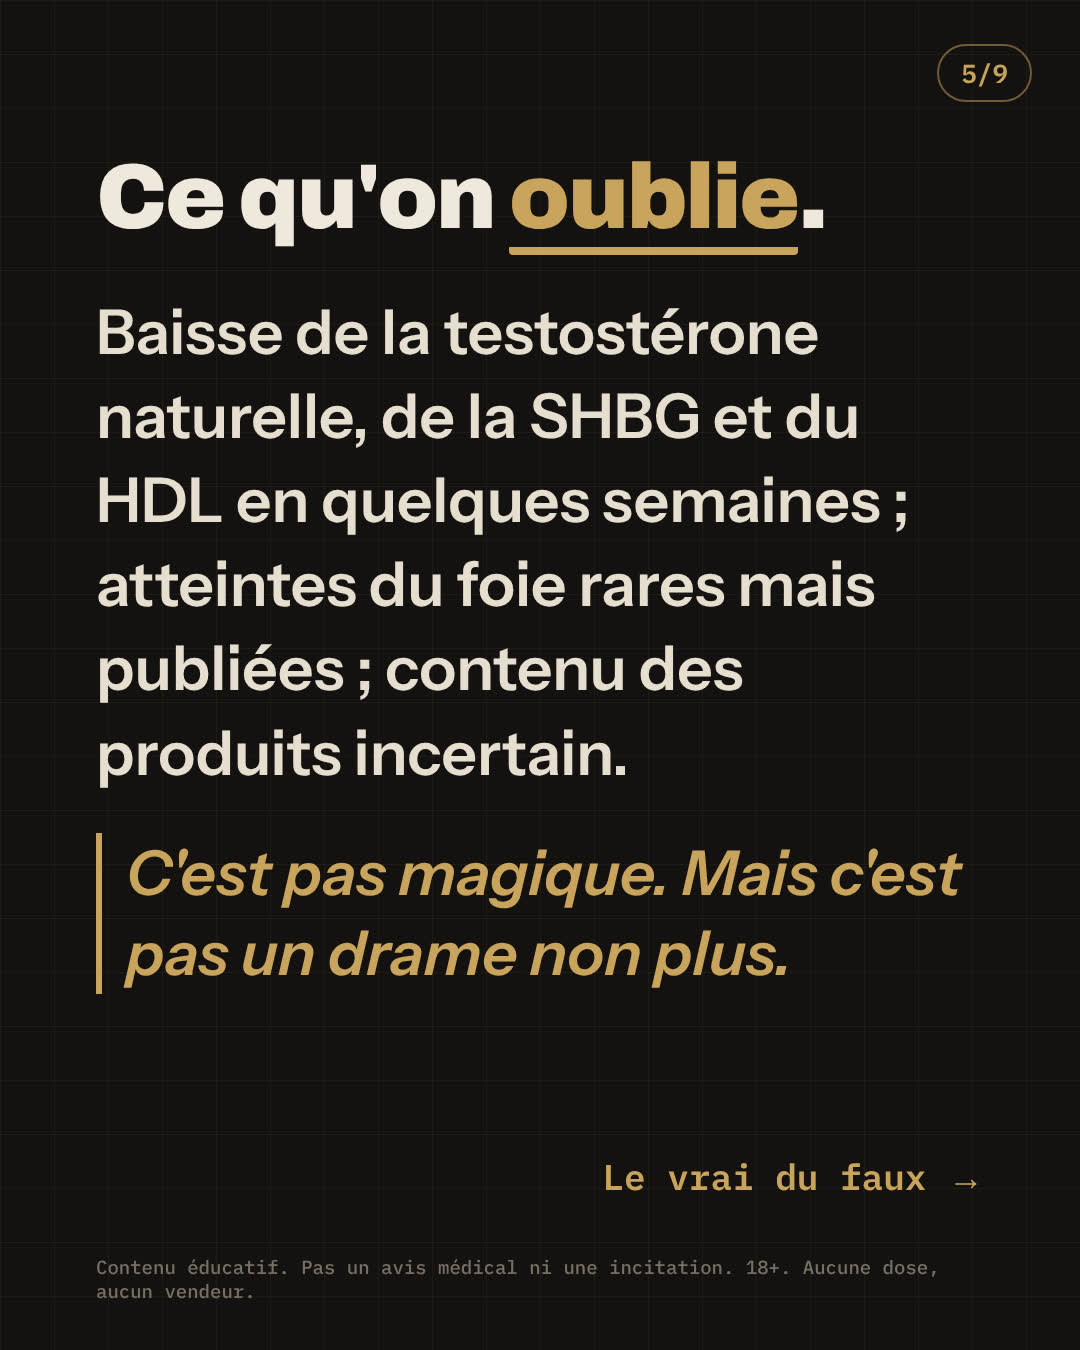 5/9
Ce qu'on oublie.
Baisse de la testostérone
naturelle, de la SHBG et du
HDL en quelques semaines ;
atteintes du foie rares mais
publiées ; contenu des
produits incertain.
C'est pas magique. Mais c'est
pas un drame non plus.
Le vrai du faux →
Contenu éducatif. Pas un avis médical ni une incitation. 18+. Aucune dose,
aucun vendeur.